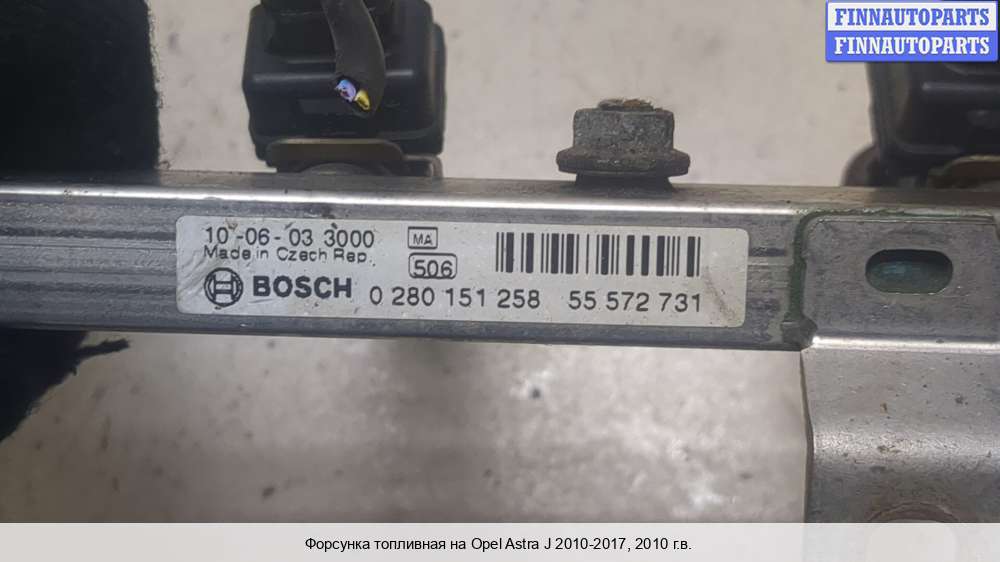 FINNAUTOPARTS
FINNAUTOPARTS
10-06-03 3000 MA
Made in Czech Rep. 506
BOSCH 0 280 151 258 55 572 731
Форсунка топливная на Opel Astra J 2010-2017, 2010 г.в.